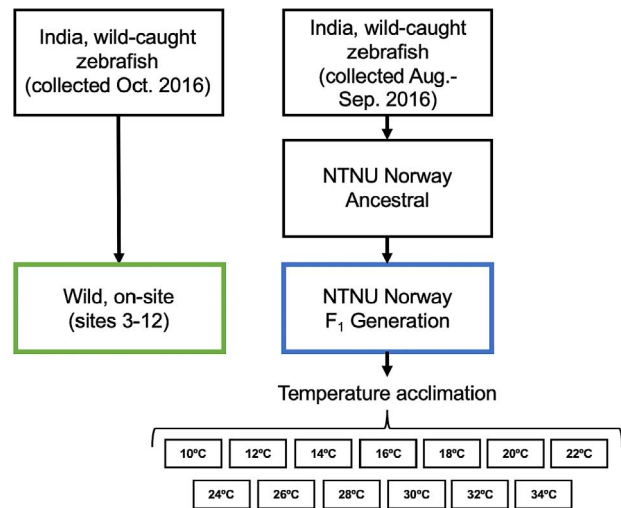 India, wild-caught
zebrafish
(collected Oct. 2016)
India, wild-caught
zebrafish
(collected Aug.-
Sep. 2016)
NTNU Norway
Ancestral
Wild, on-site
(sites 3-12)
NTNU Norway
F₁ Generation
Temperature acclimation
10ºC 12ºC 14ºC 16ºC 18ºC 20ºC 22ºC
24ºC 26ºC 28ºC 30ºC 32ºC 34ºC